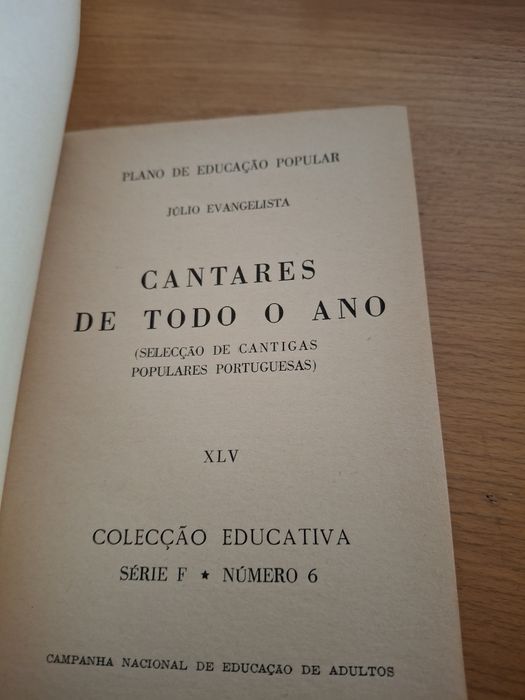 PLANO DE EDUCAÇÃO POPULAR
JÚLIO EVANGELISTA
CANTARES
DE TODO O ANO
(SELECÇÃO DE CANTIGAS
POPULARES PORTUGUESAS)
XLV
COLECÇÃO EDUCATIVA
SÉRIE F ★ NÚMERO 6
CAMPANHA NACIONAL DE EDUCAÇÃO DE ADULTOS